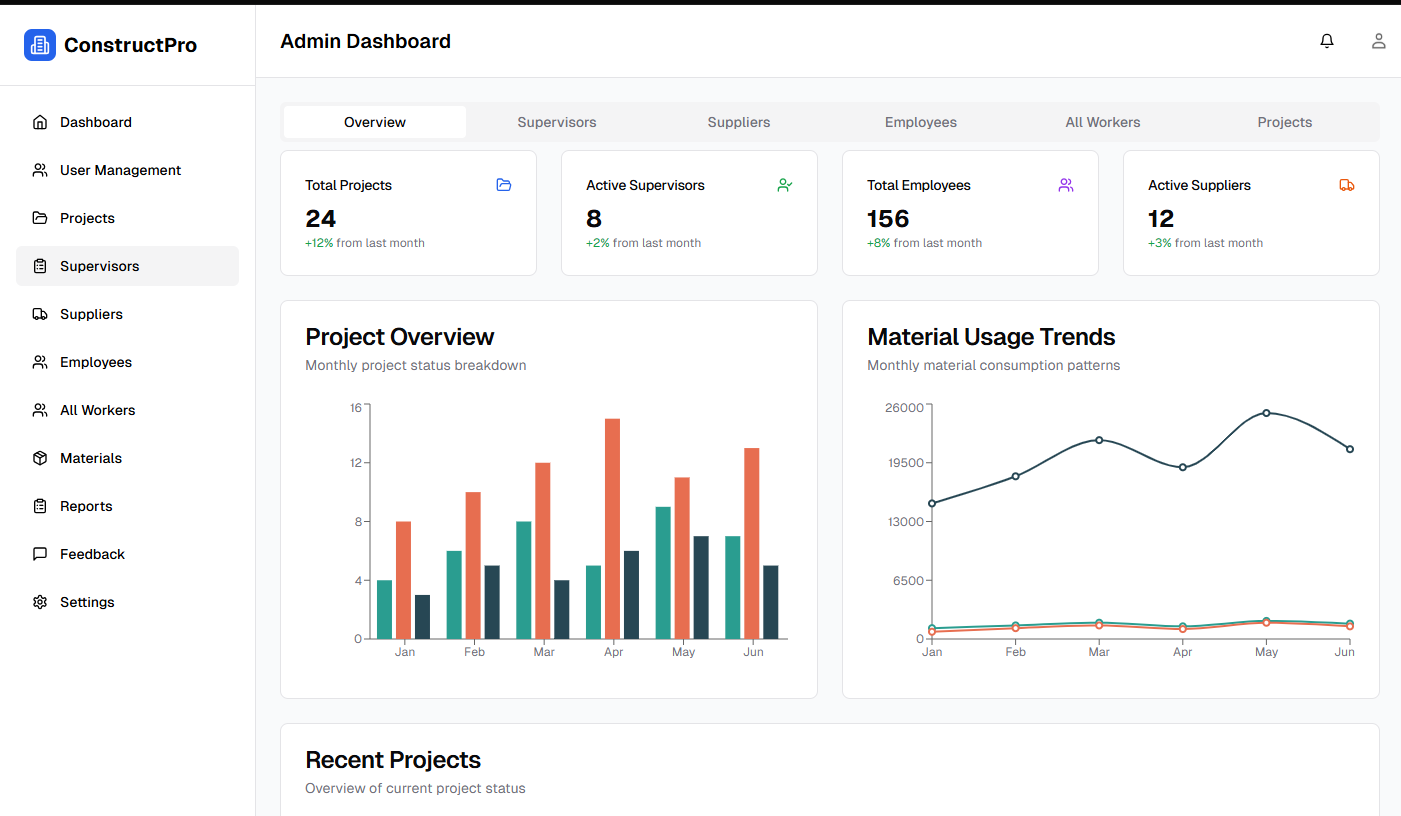 ConstructPro
Admin Dashboard
Dashboard
User Management
Projects
Supervisors
Suppliers
Employees
All Workers
Materials
Reports
Feedback
Settings
Overview Supervisors Suppliers Employees All Workers Projects
Total Projects
24
+12% from last month
Active Supervisors
8
+2% from last month
Total Employees
156
+8% from last month
Active Suppliers
12
+3% from last month
Project Overview
Monthly project status breakdown
16
12
8
4
0
Jan Feb Mar Apr May Jun
Material Usage Trends
Monthly material consumption patterns
26000
19500
13000
6500
0
Jan Feb Mar Apr May Jun
Recent Projects
Overview of current project status